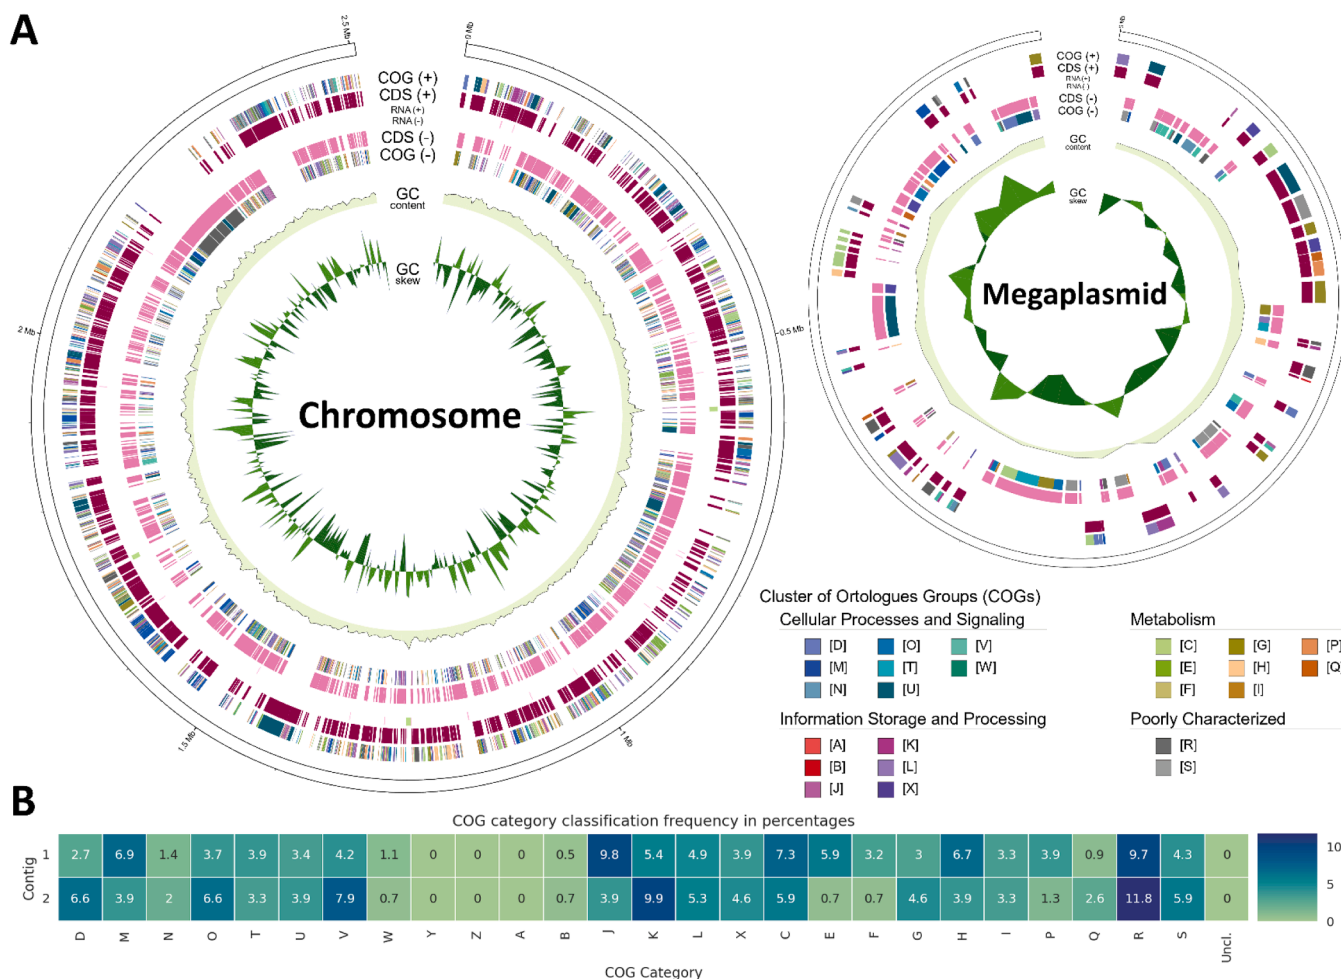 A
2.5 Mb
0 Mb
COG (+)
CDS (+)
RNA (+)
RNA (-)
CDS (-)
COG (-)
GC
content
GC
skew
2 Mb
0.5 Mb
Chromosome
1.5 Mb
1 Mb
COG (+)
CDS (+)
RNA (+)
RNA (-)
CDS (-)
COG (-)
GC
content
GC
skew
Megaplasmid
Cluster of Ortologues Groups (COGs)
Cellular Processes and Signaling
[D] [O] [V]
[M] [T] [W]
[N] [U]
Metabolism
[C] [G] [P]
[E] [H] [Q]
[F] [I]
Information Storage and Processing
[A] [K]
[B] [L]
[J] [X]
Poorly Characterized
[R]
[S]
B
COG category classification frequency in percentages
Contig
1 2.7 6.9 1.4 3.7 3.9 3.4 4.2 1.1 0 0 0 0.5 9.8 5.4 4.9 3.9 7.3 5.9 3.2 3 6.7 3.3 3.9 0.9 9.7 4.3 0
2 6.6 3.9 2 6.6 3.3 3.9 7.9 0.7 0 0 0 0.7 3.9 9.9 5.3 4.6 5.9 0.7 0.7 4.6 3.9 3.3 1.3 2.6 11.8 5.9 0
D M N O T U V W Y Z A B J K L X C E F G H I P Q R S Uncl.
COG Category
10
5
0